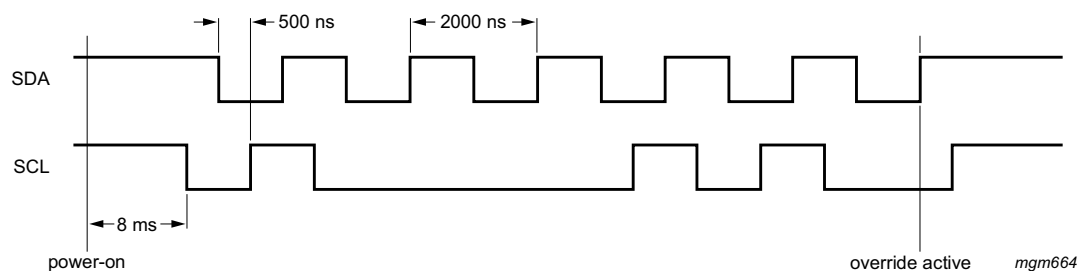 500 ns
2000 ns
SDA
SCL
8 ms
power-on
override active
mgm664